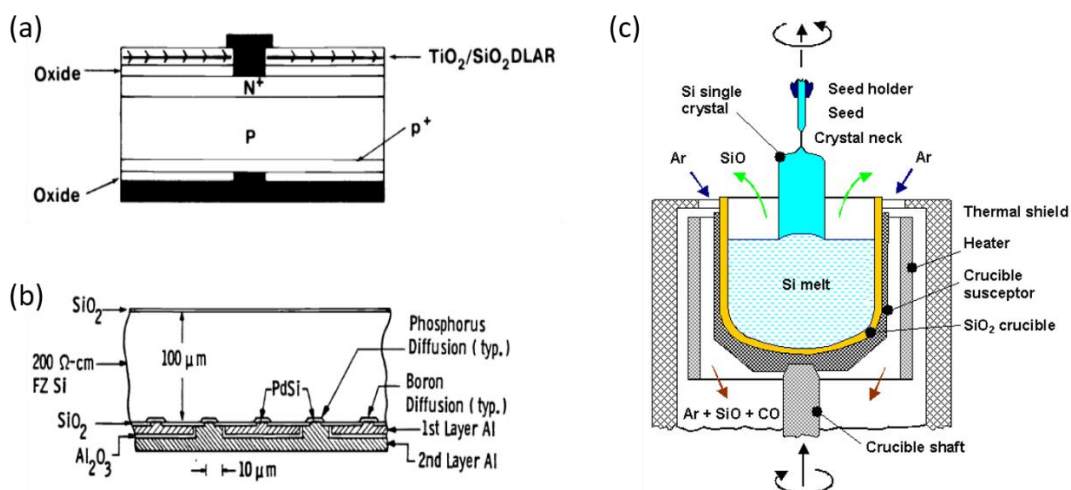 (a)
Oxide
TiO₂/SiO₂DLAR
N⁺
P
p⁺
Oxide
(b)
SiO₂
100 μm
200 Ω-cm
FZ Si
Phosphorus
Diffusion (typ.)
PdSi
Boron
Diffusion (typ.)
SiO₂
1st Layer Al
Al₂O₃
10 μm
2nd Layer Al
(c)
Si single
crystal
Seed holder
Seed
Crystal neck
Ar
SiO
Ar
Thermal shield
Heater
Si melt
Crucible
susceptor
SiO₂ crucible
Ar + SiO + CO
Crucible shaft